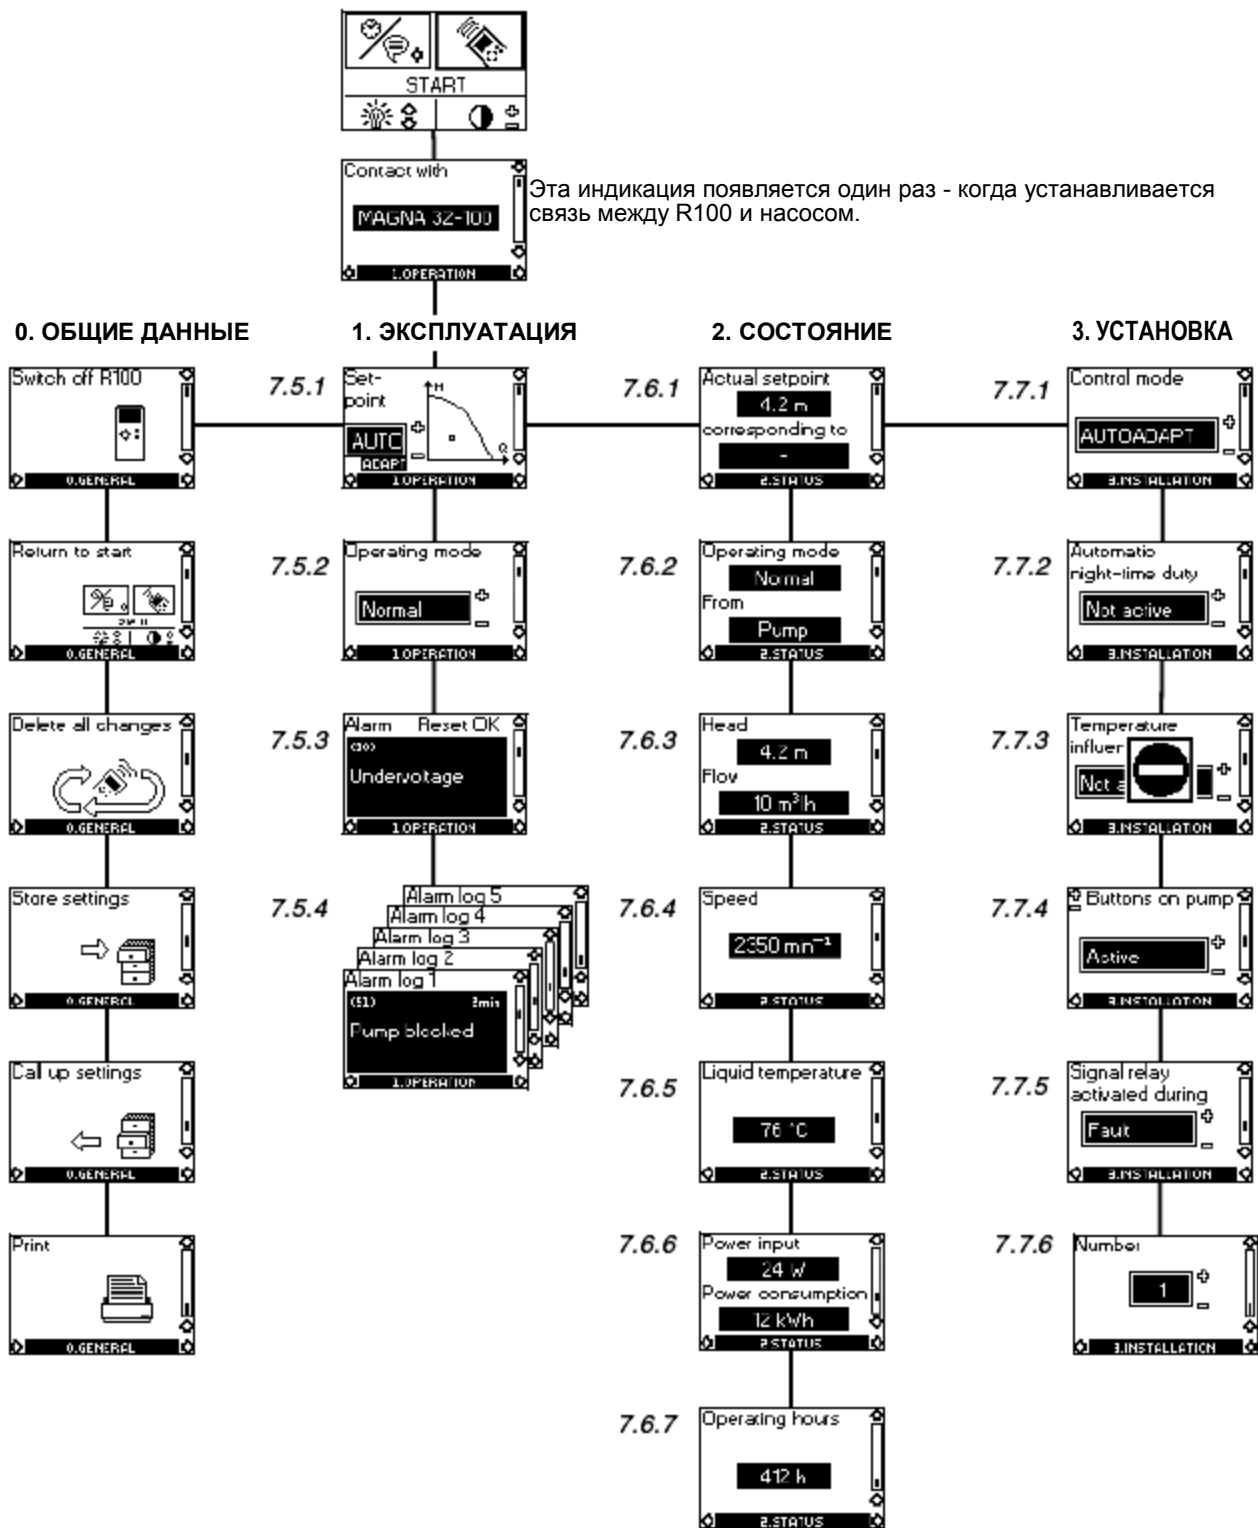 START
Contact with
MAGNA 32-100
1.OPERATION
Эта индикация появляется один раз - когда устанавливается
связь между R100 и насосом.
0. ОБЩИЕ ДАННЫЕ
1. ЭКСПЛУАТАЦИЯ
2. СОСТОЯНИЕ
3. УСТАНОВКА
Switch off R100
0.GENERAL
7.5.1
Set-
point
AUTO
ADAPT
H
Q
1.OPERATION
7.6.1
Actual setpoint
4.2 m
corresponding to
-
2.STATUS
7.7.1
Control mode
AUTOADAPT
3.INSTALLATION
Return to start
0.GENERAL
7.5.2
Operating mode
Normal
1.OPERATION
7.6.2
Operating mode
Normal
From
Pump
2.STATUS
7.7.2
Automatic
night-time duty
Not active
3.INSTALLATION
Delete all changes
0.GENERAL
7.5.3
Alarm Reset OK
Undervoltage
1.OPERATION
7.6.3
Head
4.2 m
Flow
10 m³/h
2.STATUS
7.7.3
Temperature
influer
Not a
3.INSTALLATION
Store settings
0.GENERAL
7.5.4
Alarm log 5
Alarm log 4
Alarm log 3
Alarm log 2
Alarm log 1
(51) 2min
Pump blocked
1.OPERATION
7.6.4
Speed
2350 min⁻¹
2.STATUS
7.7.4
Buttons on pump
Active
3.INSTALLATION
Call up settings
0.GENERAL
7.6.5
Liquid temperature
76 °C
2.STATUS
7.7.5
Signal relay
activated during
Fault
3.INSTALLATION
Print
0.GENERAL
7.6.6
Power input
24 W
Power consumption
12 kWh
2.STATUS
7.7.6
Number
1
3.INSTALLATION
7.6.7
Operating hours
412 h
2.STATUS